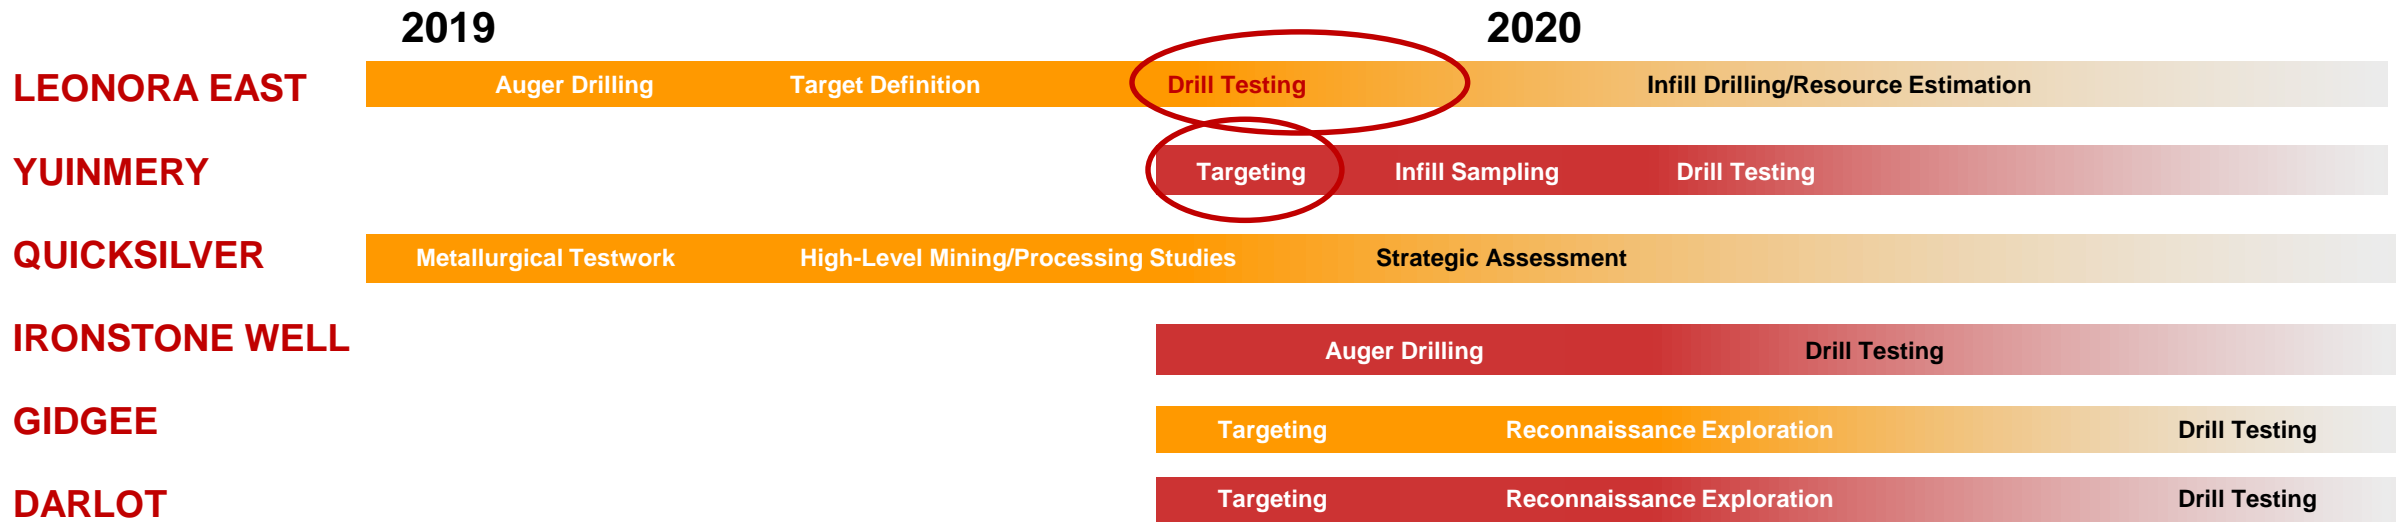 2019 2020
LEONORA EAST Auger Drilling Target Definition Drill Testing Infill Drilling/Resource Estimation
YUINMERY Targeting Infill Sampling Drill Testing
QUICKSILVER Metallurgical Testwork High-Level Mining/Processing Studies Strategic Assessment
IRONSTONE WELL Auger Drilling Drill Testing
GIDGEE Targeting Reconnaissance Exploration Drill Testing
DARLOT Targeting Reconnaissance Exploration Drill Testing